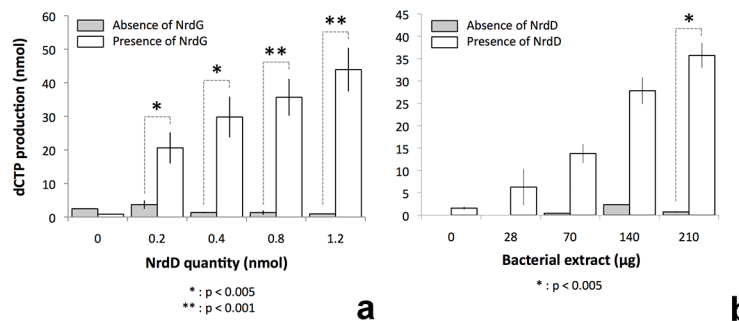 60
50
40
30
20
10
0
dCTP production (nmol)
Absence of NrdG
Presence of NrdG
*
*
**
**
0 0.2 0.4 0.8 1.2
NrdD quantity (nmol)
* : p < 0.005
** : p < 0.001
a
45
40
35
30
25
20
15
10
5
0
Absence of NrdD
Presence of NrdD
*
0 28 70 140 210
Bacterial extract (µg)
* : p < 0.005
b